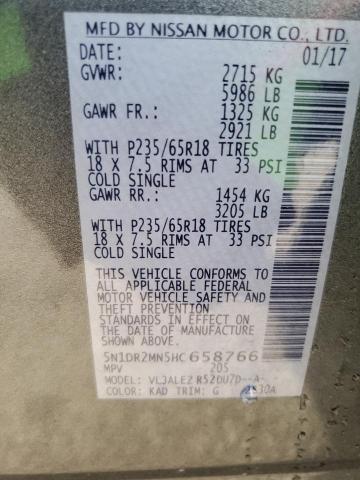 MFD BY NISSAN MOTOR CO., LTD.
DATE: 01/17
GVWR: 2715 KG
5986 LB
GAWR FR.: 1325 KG
2921 LB
WITH P235/65R18 TIRES
18 X 7.5 RIMS AT 33 PSI
COLD SINGLE
GAWR RR.: 1454 KG
3205 LB
WITH P235/65R18 TIRES
18 X 7.5 RIMS AT 33 PSI
COLD SINGLE
THIS VEHICLE CONFORMS TO
ALL APPLICABLE FEDERAL
MOTOR VEHICLE SAFETY AND
THEFT PREVENTION
STANDARDS IN EFFECT ON THE
DATE OF MANUFACTURE SHOWN
ABOVE.
5N1DR2MN5HC658766
MPV 205
MODEL: VL3ALEZ R52DU7D--A-
COLOR: KAD TRIM: G